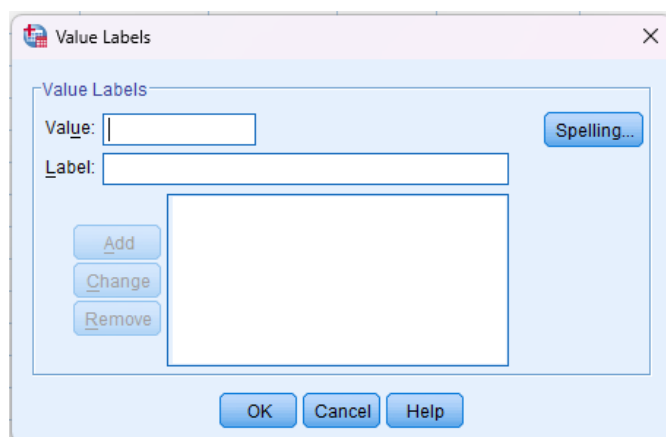 Value Labels
Value Labels
Value:
Spelling...
Label:
Add
Change
Remove
OK Cancel Help